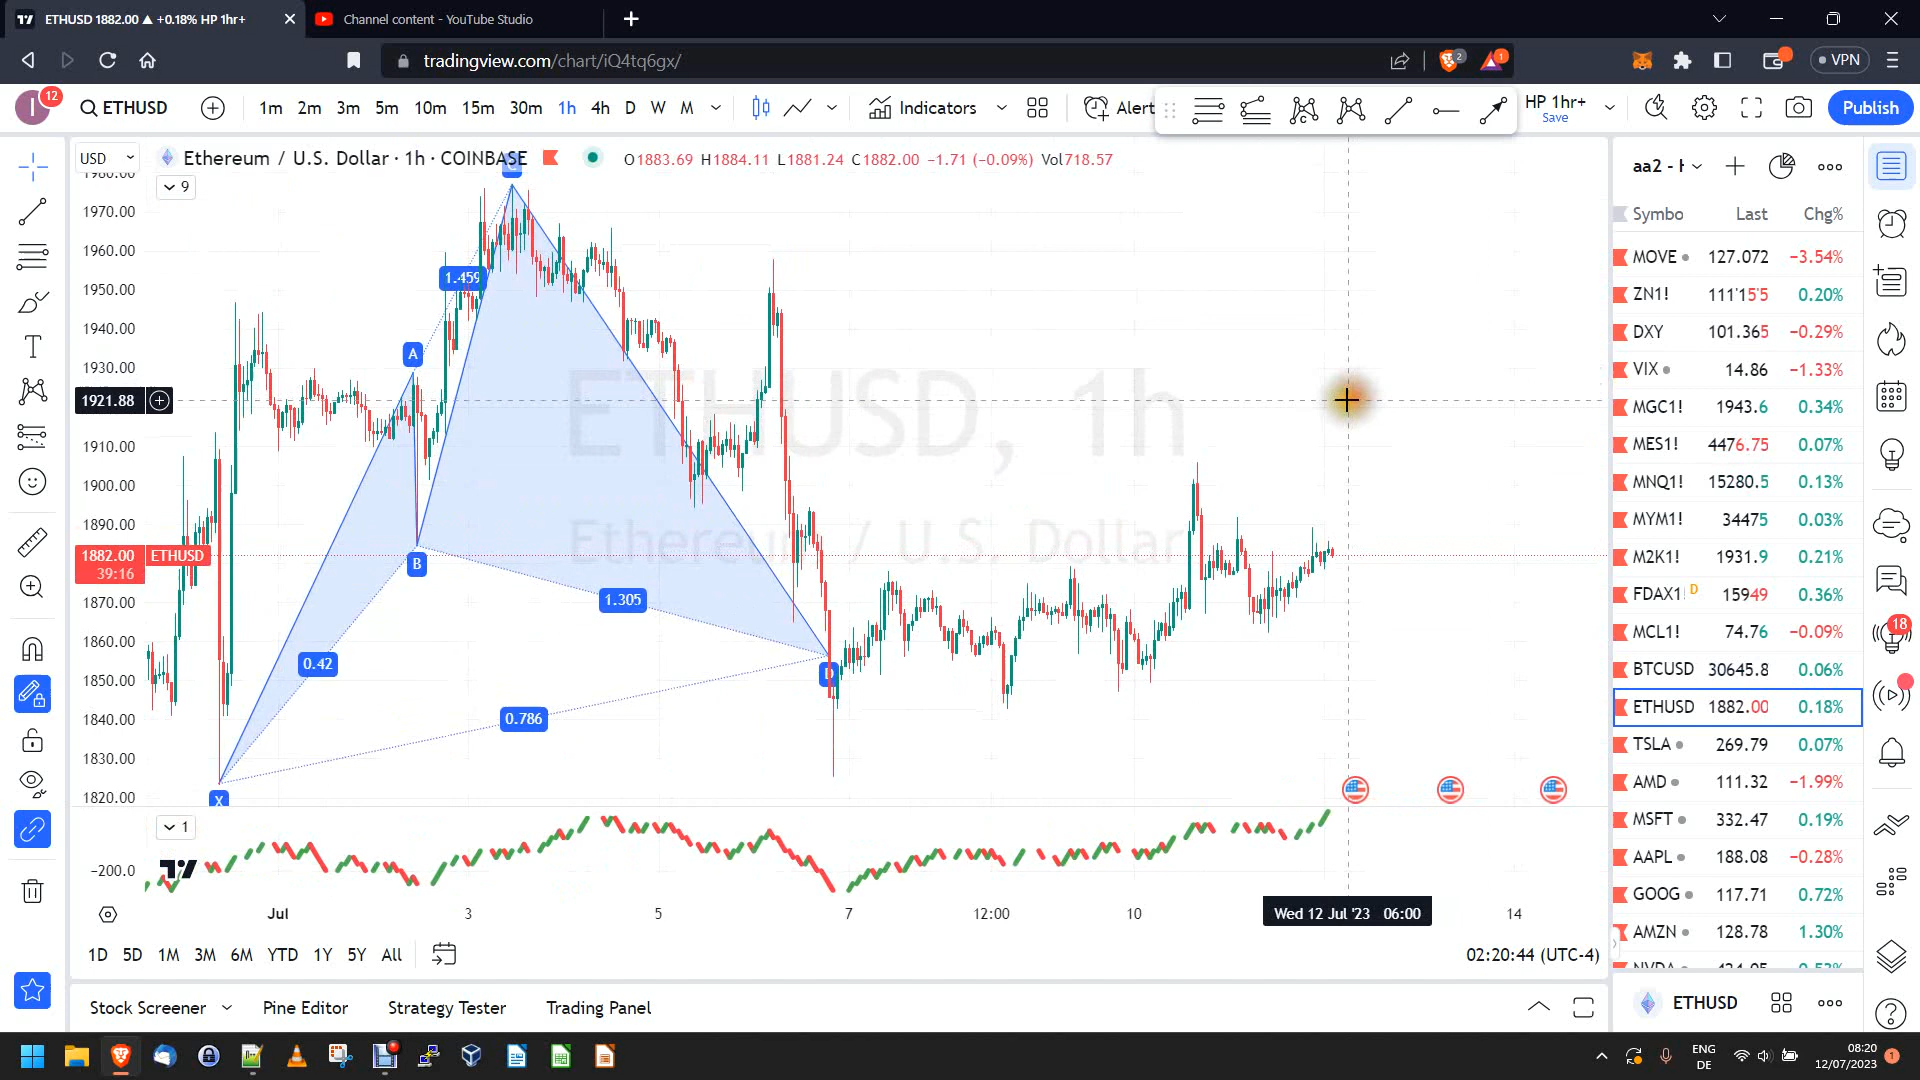 ETHUSD 1882.00 ▲ +0.18% HP 1hr+
Channel content - YouTube Studio
tradingview.com/chart/iQ4tq6gx/
2
1
VPN
I
12
ETHUSD
1m 2m 3m 5m 10m 15m 30m 1h 4h D W M
Indicators
Alert
HP 1hr+
Save
Publish
USD
Ethereum / U.S. Dollar · 1h · COINBASE
O1883.69 H1884.11 L1881.24 C1882.00 −1.71 (−0.09%) Vol718.57
9
1980.00
1970.00
1960.00
1950.00
1940.00
1930.00
1921.88
1910.00
1900.00
1890.00
1882.00 ETHUSD
39:16
1870.00
1860.00
1850.00
1840.00
1830.00
1820.00
ETHUSD, 1h
Ethereum / U.S. Dollar
1.459
A
B
1.305
0.42
D
0.786
X
1
−200.0
Jul
3
5
7
12:00
10
Wed 12 Jul '23 06:00
14
1D 5D 1M 3M 6M YTD 1Y 5Y All
02:20:44 (UTC-4)
Stock Screener
Pine Editor
Strategy Tester
Trading Panel
aa2 - H
Symbo Last Chg%
MOVE 127.072 −3.54%
ZN1! 111'15'5 0.20%
DXY 101.365 −0.29%
VIX 14.86 −1.33%
MGC1! 1943.6 0.34%
MES1! 4476.75 0.07%
MNQ1! 15280.5 0.13%
MYM1! 34475 0.03%
M2K1! 1931.9 0.21%
FDAX1! D 15949 0.36%
MCL1! 74.76 −0.09%
BTCUSD 30645.8 0.06%
ETHUSD 1882.00 0.18%
TSLA 269.79 0.07%
AMD 111.32 −1.99%
MSFT 332.47 0.19%
AAPL 188.08 −0.28%
GOOG 117.71 0.72%
AMZN 128.78 1.30%
ETHUSD
18
ENG
DE
08:20
12/07/2023
1